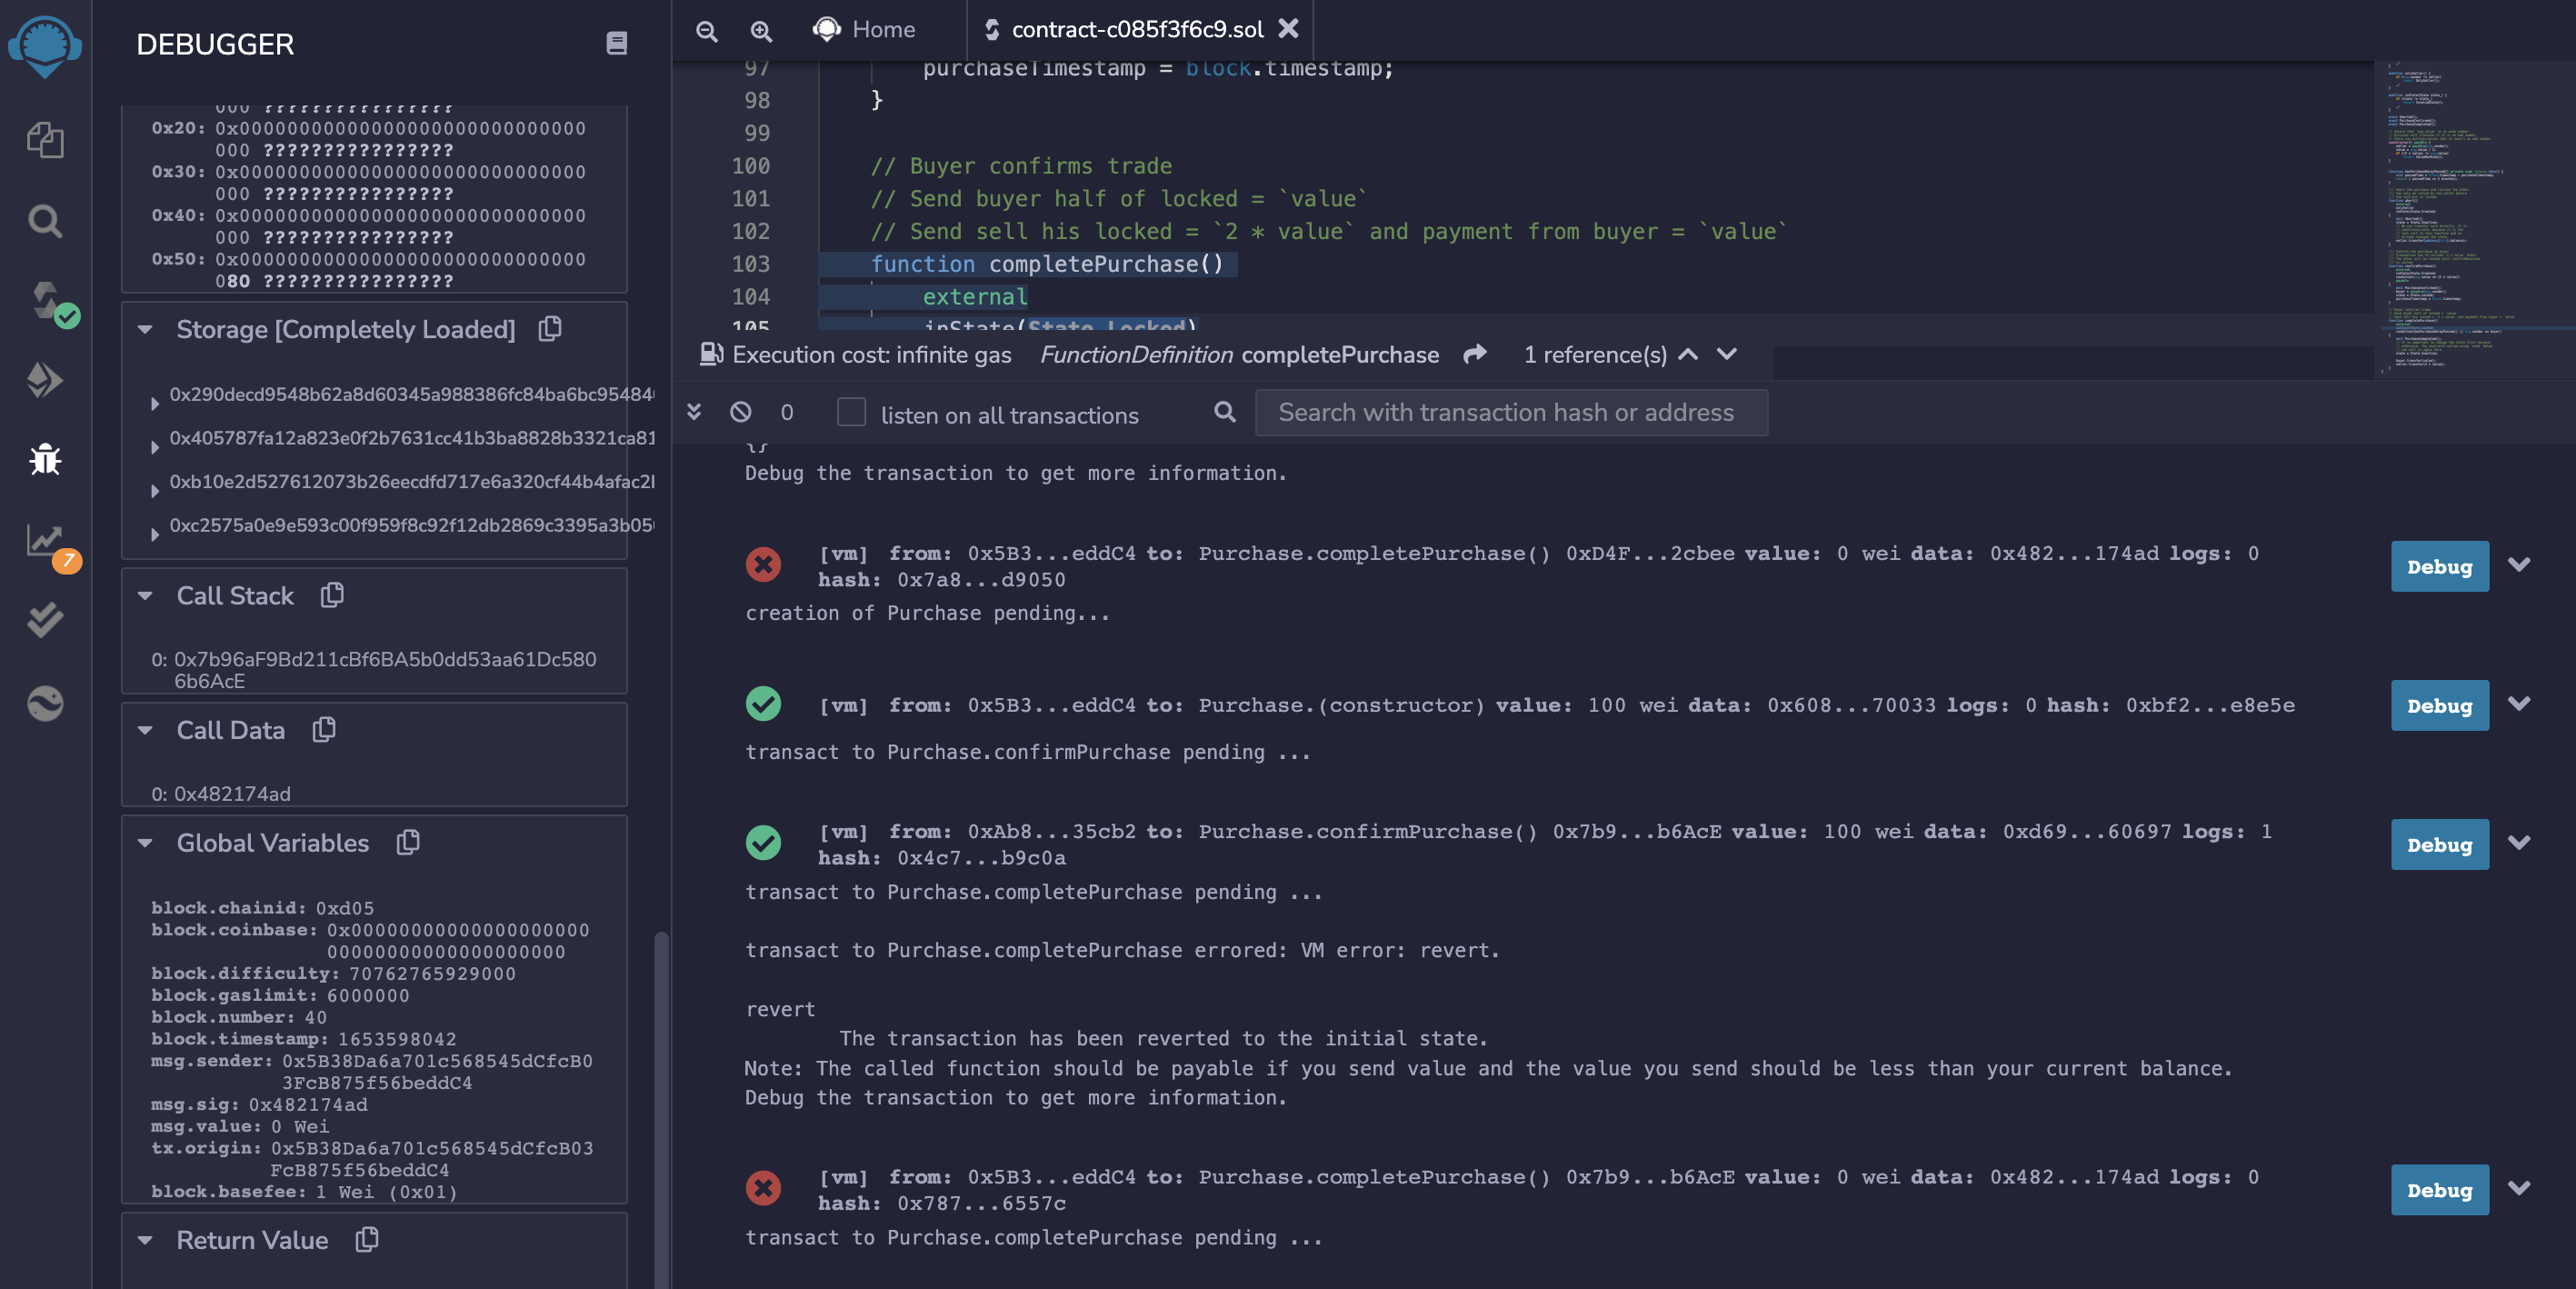 DEBUGGER
000 ????????????????
0x20: 0x00000000000000000000000000000
000 ????????????????
0x30: 0x00000000000000000000000000000
000 ????????????????
0x40: 0x00000000000000000000000000000
000 ????????????????
0x50: 0x00000000000000000000000000000
080 ????????????????
Storage [Completely Loaded]
0x290decd9548b62a8d60345a988386fc84ba6bc95484
0x405787fa12a823e0f2b7631cc41b3ba8828b3321ca81
0xb10e2d527612073b26eecdfd717e6a320cf44b4afac2
0xc2575a0e9e593c00f959f8c92f12db2869c3395a3b05
Call Stack
0: 0x7b96aF9Bd211cBf6BA5b0dd53aa61Dc580
6b6AcE
Call Data
0: 0x482174ad
Global Variables
block.chainid: 0xd05
block.coinbase: 0x00000000000000000000
00000000000000000000
block.difficulty: 70762765929000
block.gaslimit: 6000000
block.number: 40
block.timestamp: 1653598042
msg.sender: 0x5B38Da6a701c568545dCfcB0
3FcB875f56beddC4
msg.sig: 0x482174ad
msg.value: 0 Wei
tx.origin: 0x5B38Da6a701c568545dCfcB03
FcB875f56beddC4
block.basefee: 1 Wei (0x01)
Return Value
7
Home
contract-c085f3f6c9.sol
97 purchaseTimestamp = block.timestamp;
98 }
99
100 // Buyer confirms trade
101 // Send buyer half of locked = `value`
102 // Send sell his locked = `2 * value` and payment from buyer = `value`
103 function completePurchase()
104 external
105 inState(State.Locked)
Execution cost: infinite gas FunctionDefinition completePurchase 1 reference(s)
0 listen on all transactions Search with transaction hash or address
{}
Debug the transaction to get more information.
[vm] from: 0x5B3...eddC4 to: Purchase.completePurchase() 0xD4F...2cbee value: 0 wei data: 0x482...174ad logs: 0
hash: 0x7a8...d9050
Debug
creation of Purchase pending...
[vm] from: 0x5B3...eddC4 to: Purchase.(constructor) value: 100 wei data: 0x608...70033 logs: 0 hash: 0xbf2...e8e5e
Debug
transact to Purchase.confirmPurchase pending ...
[vm] from: 0xAb8...35cb2 to: Purchase.confirmPurchase() 0x7b9...b6AcE value: 100 wei data: 0xd69...60697 logs: 1
hash: 0x4c7...b9c0a
Debug
transact to Purchase.completePurchase pending ...
transact to Purchase.completePurchase errored: VM error: revert.
revert
The transaction has been reverted to the initial state.
Note: The called function should be payable if you send value and the value you send should be less than your current balance.
Debug the transaction to get more information.
[vm] from: 0x5B3...eddC4 to: Purchase.completePurchase() 0x7b9...b6AcE value: 0 wei data: 0x482...174ad logs: 0
hash: 0x787...6557c
Debug
transact to Purchase.completePurchase pending ...